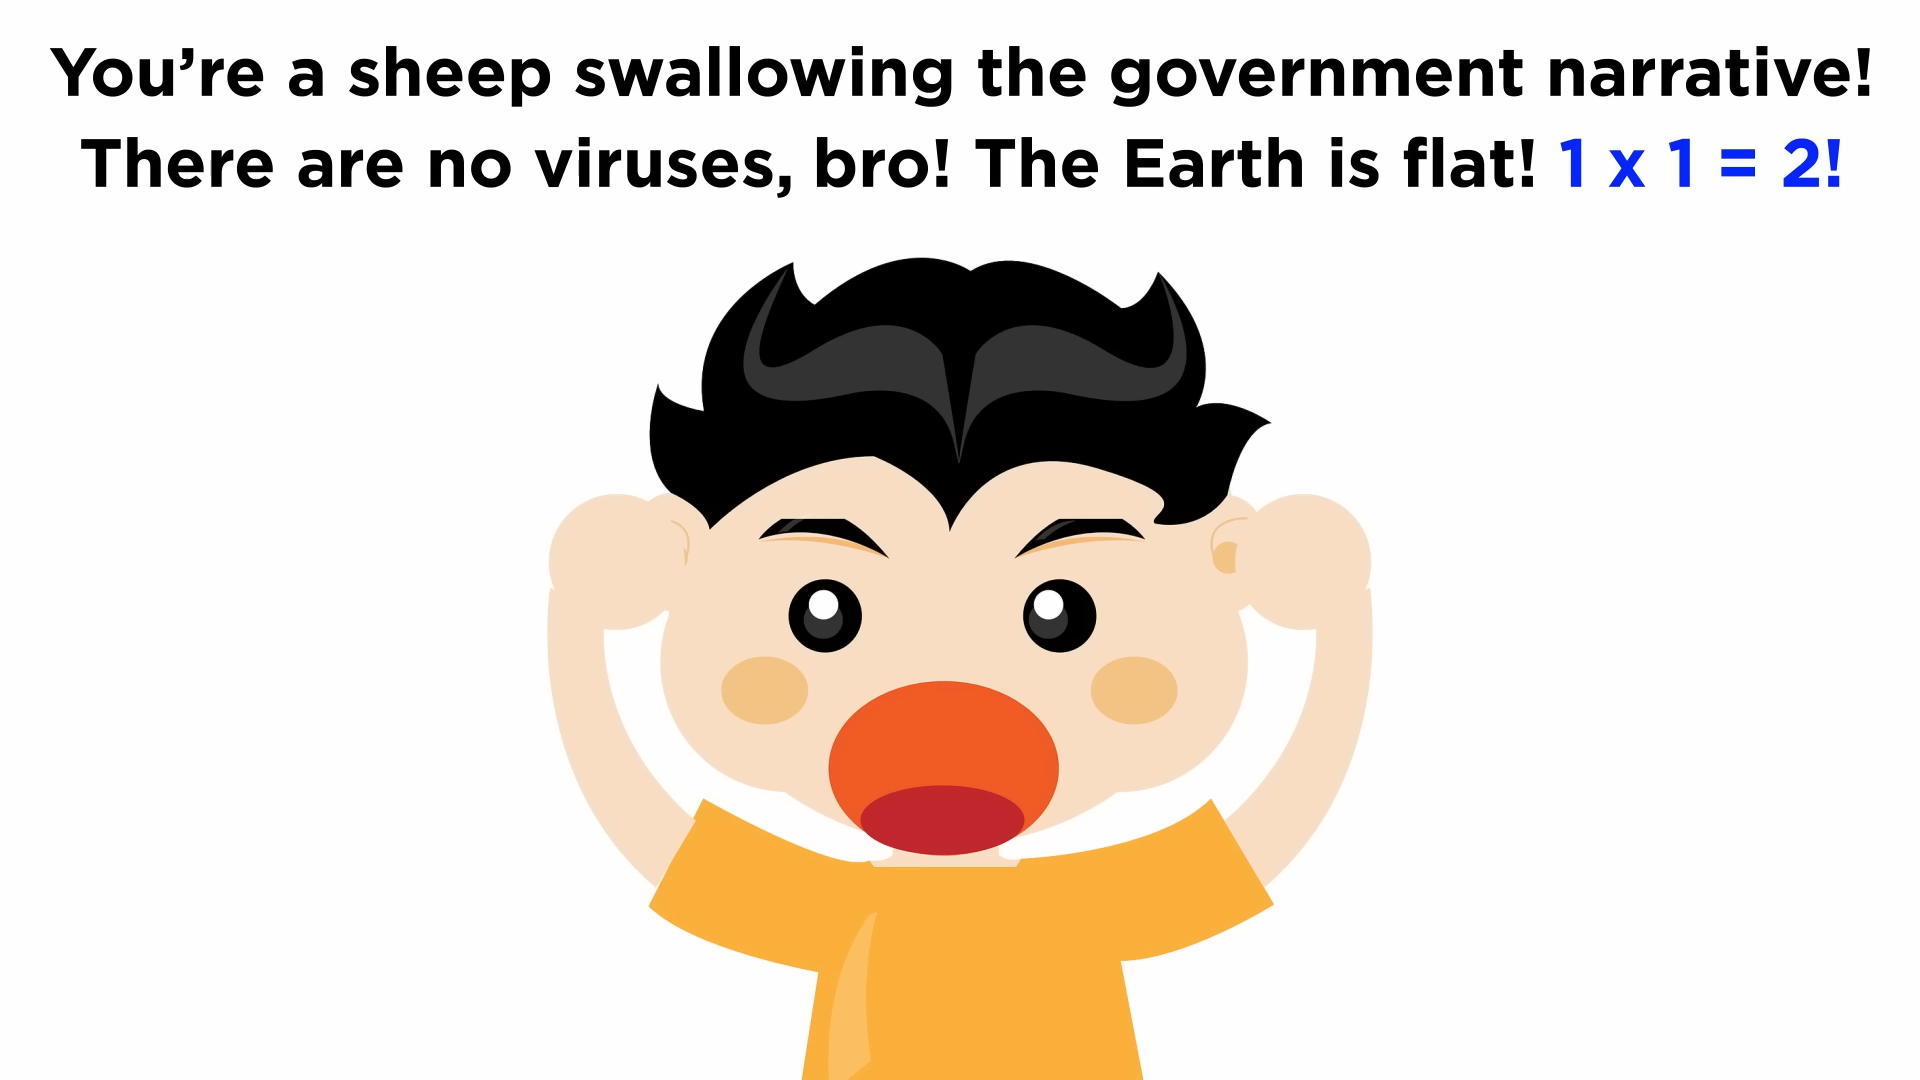 You’re a sheep swallowing the government narrative!
There are no viruses, bro! The Earth is flat! 1 x 1 = 2!